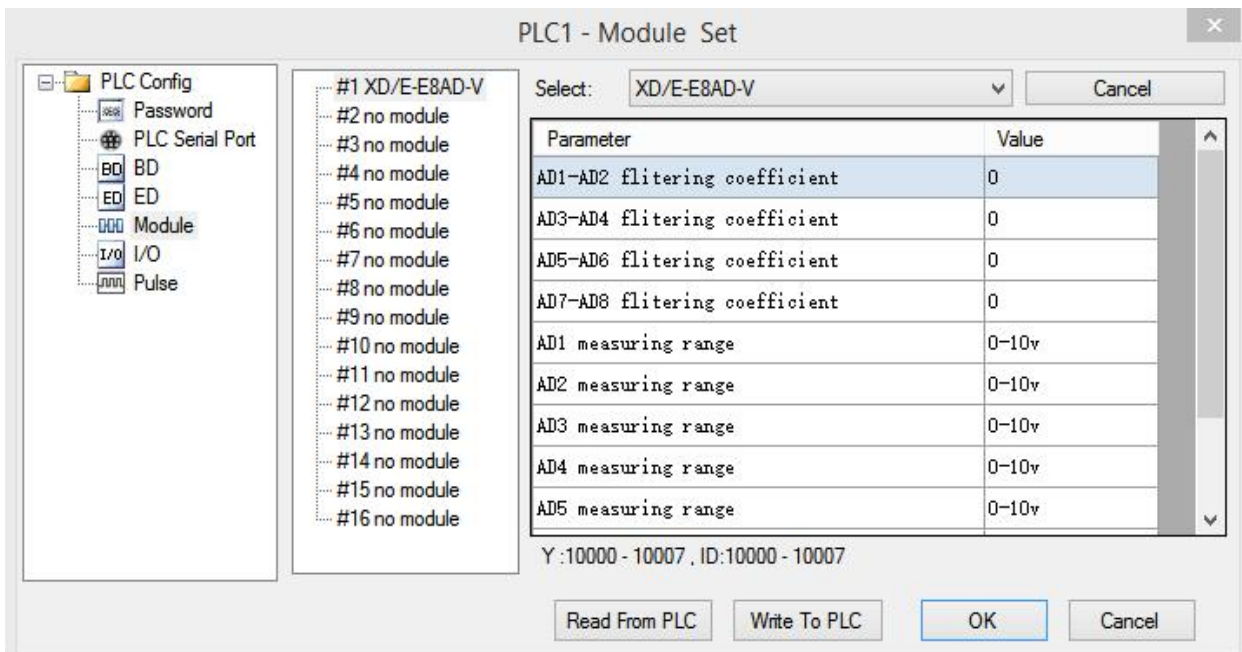 PLC1 - Module Set
PLC Config
Password
PLC Serial Port
BD BD
ED ED
Module
I/O I/O
Pulse
#1 XD/E-E8AD-V
#2 no module
#3 no module
#4 no module
#5 no module
#6 no module
#7 no module
#8 no module
#9 no module
#10 no module
#11 no module
#12 no module
#13 no module
#14 no module
#15 no module
#16 no module
Select: XD/E-E8AD-V Cancel
Parameter Value
AD1-AD2 flitering coefficient 0
AD3-AD4 flitering coefficient 0
AD5-AD6 flitering coefficient 0
AD7-AD8 flitering coefficient 0
AD1 measuring range 0-10v
AD2 measuring range 0-10v
AD3 measuring range 0-10v
AD4 measuring range 0-10v
AD5 measuring range 0-10v
Y :10000 - 10007 , ID:10000 - 10007
Read From PLC Write To PLC OK Cancel